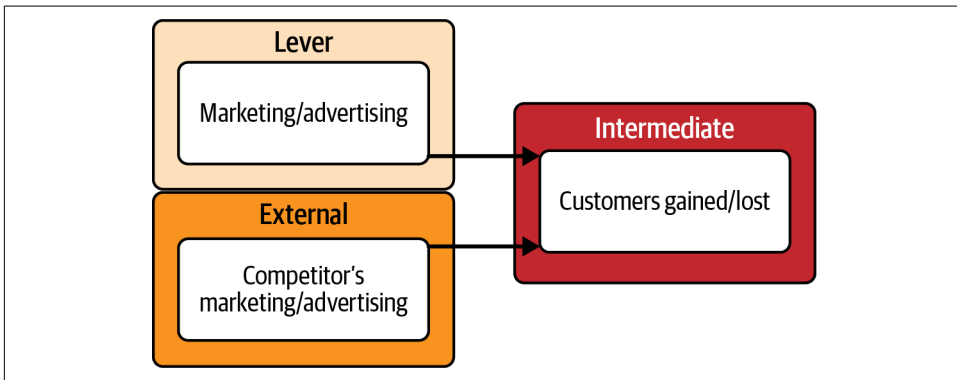 Lever
Marketing/advertising
External
Competitor's
marketing/advertising
Intermediate
Customers gained/lost